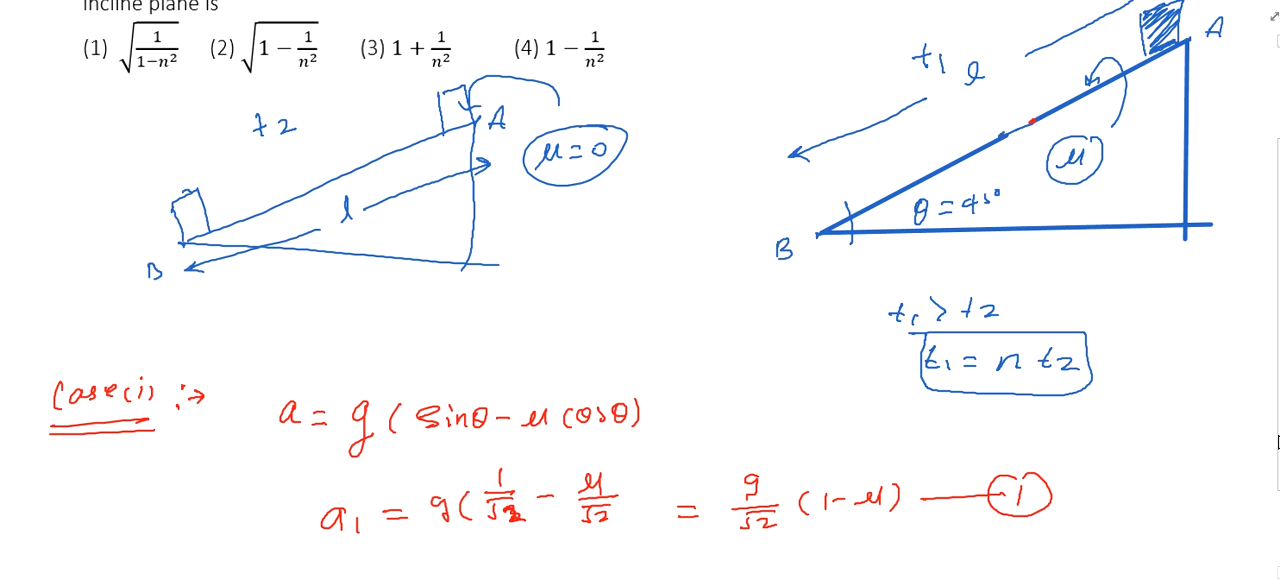 incline plane is
(1) √(1/(1−n²)) (2) √(1 − 1/n²) (3) 1 + 1/n² (4) 1 − 1/n²
A
t1 l
t2
A
μ=0
μ
l
θ = 45°
B
B
t1 > t2
t1 = n t2
Case(i) :→
a = g ( Sinθ – μ cosθ)
a1 = g( 1/√2 – μ/√2 = g/√2 (1–μ) —— 1